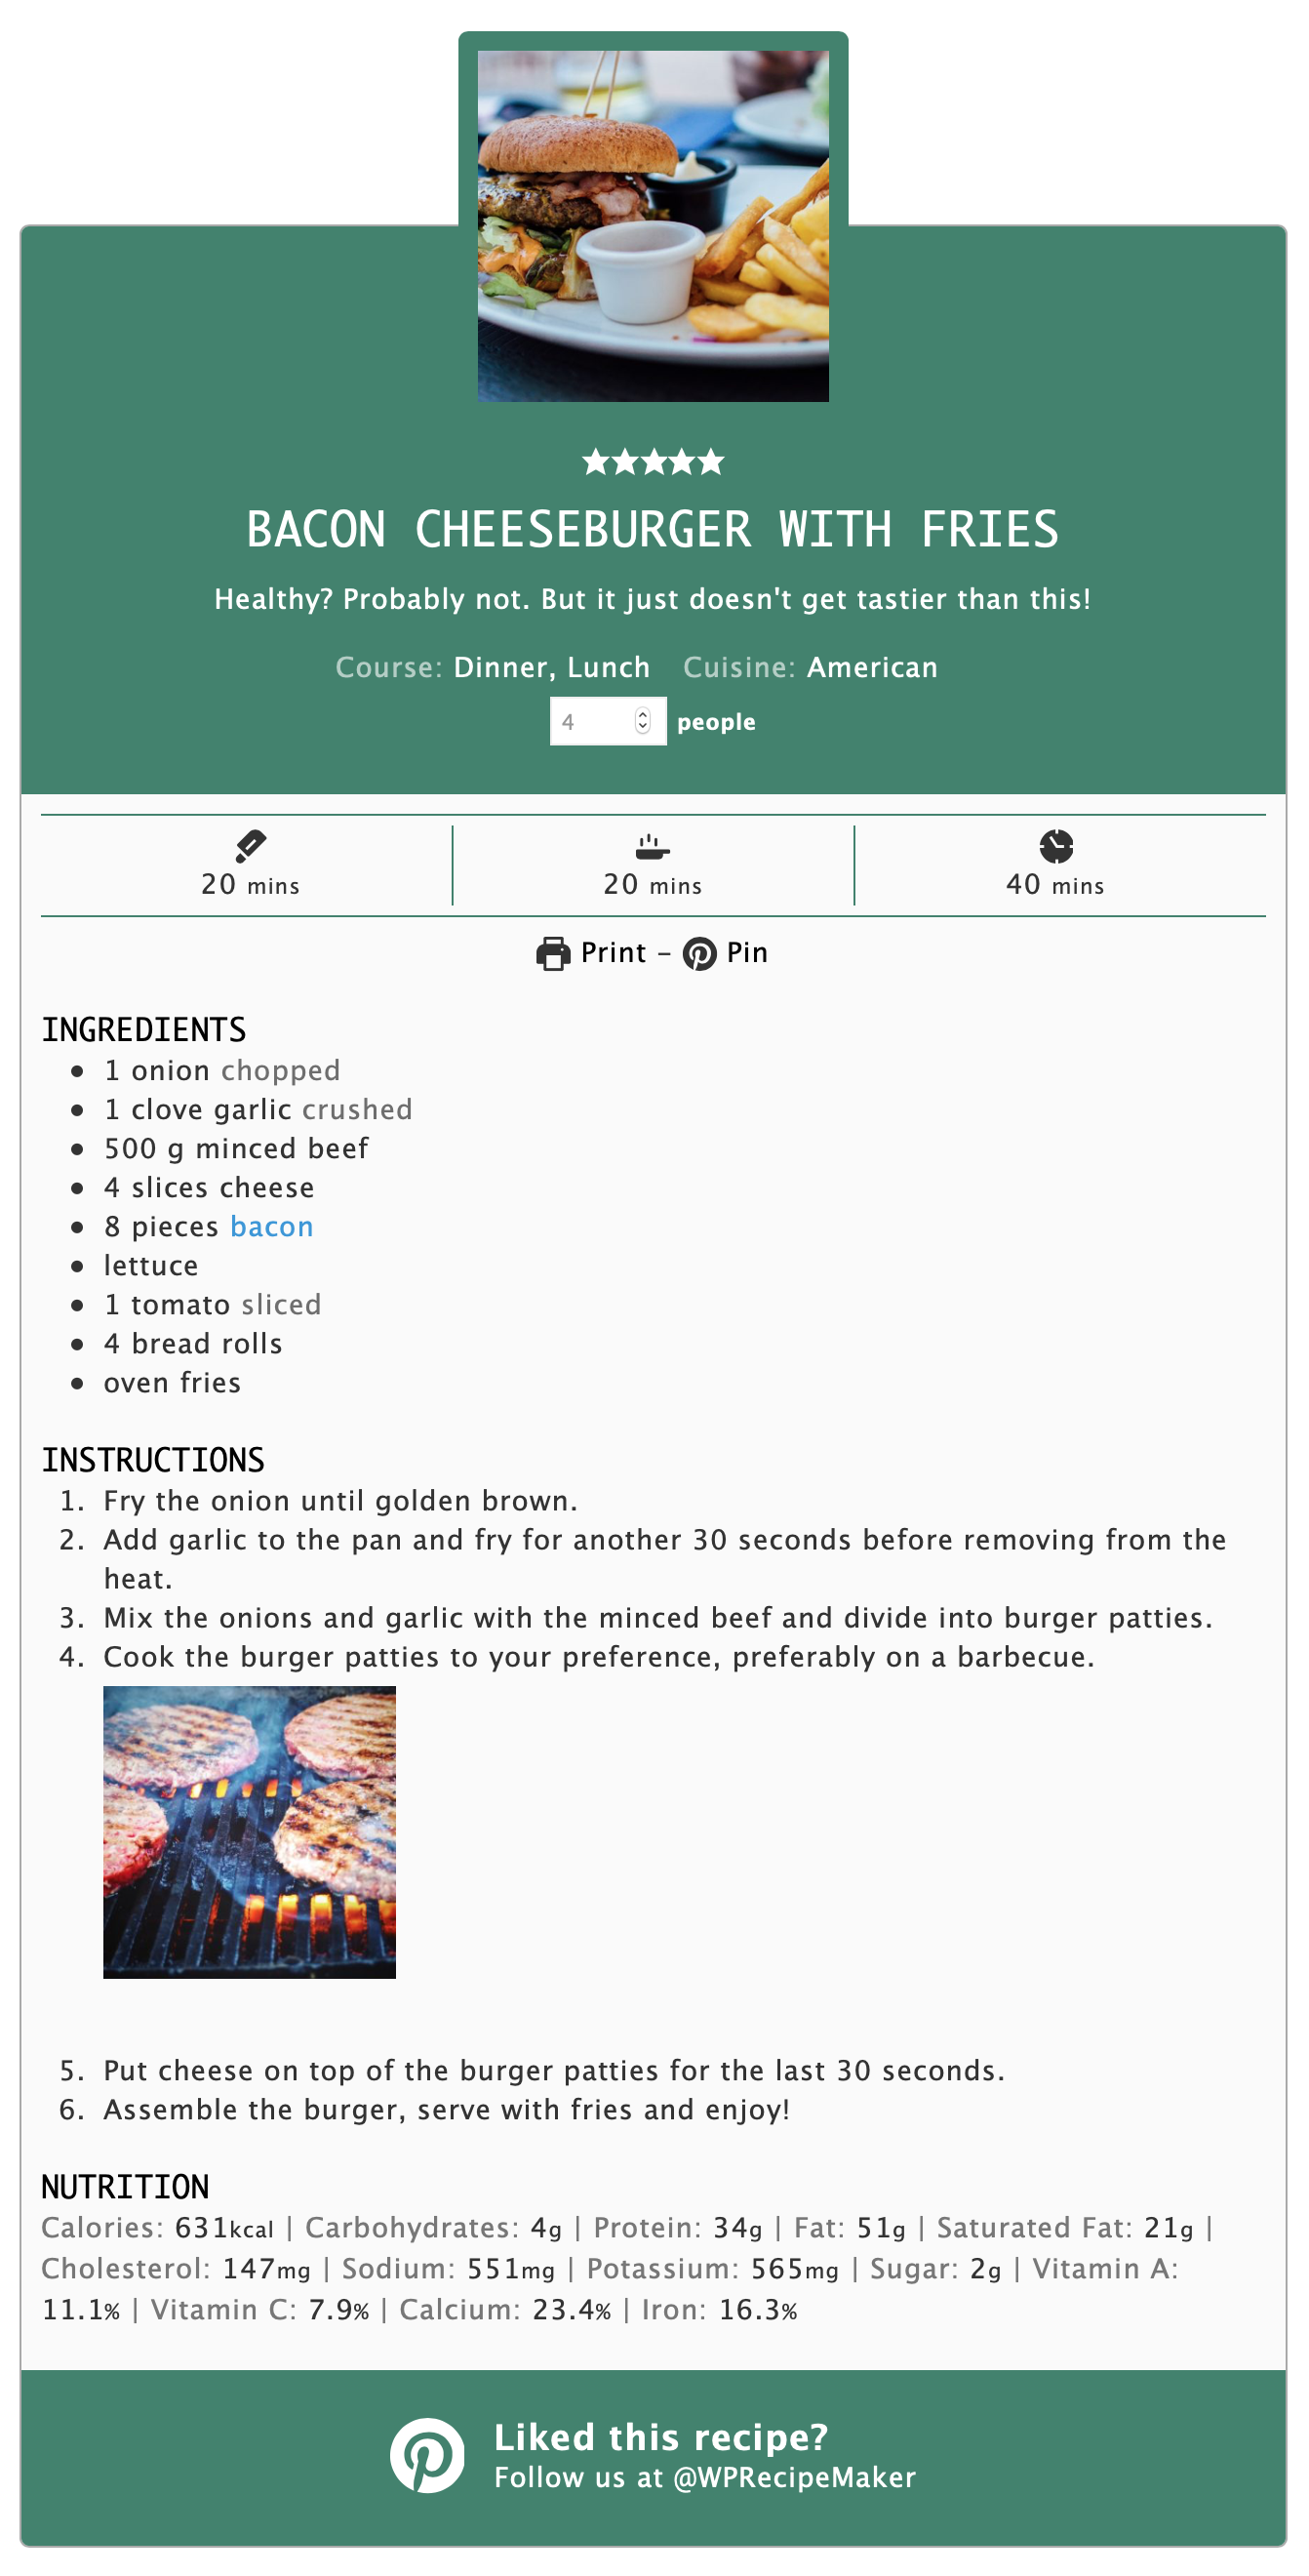 BACON CHEESEBURGER WITH FRIES
Healthy? Probably not. But it just doesn't get tastier than this!
Course: Dinner, Lunch Cuisine: American
4 people
20 mins 20 mins 40 mins
Print – Pin
INGREDIENTS
• 1 onion chopped
• 1 clove garlic crushed
• 500 g minced beef
• 4 slices cheese
• 8 pieces bacon
• lettuce
• 1 tomato sliced
• 4 bread rolls
• oven fries
INSTRUCTIONS
1. Fry the onion until golden brown.
2. Add garlic to the pan and fry for another 30 seconds before removing from the
heat.
3. Mix the onions and garlic with the minced beef and divide into burger patties.
4. Cook the burger patties to your preference, preferably on a barbecue.
5. Put cheese on top of the burger patties for the last 30 seconds.
6. Assemble the burger, serve with fries and enjoy!
NUTRITION
Calories: 631kcal | Carbohydrates: 4g | Protein: 34g | Fat: 51g | Saturated Fat: 21g |
Cholesterol: 147mg | Sodium: 551mg | Potassium: 565mg | Sugar: 2g | Vitamin A:
11.1% | Vitamin C: 7.9% | Calcium: 23.4% | Iron: 16.3%
Liked this recipe?
Follow us at @WPRecipeMaker